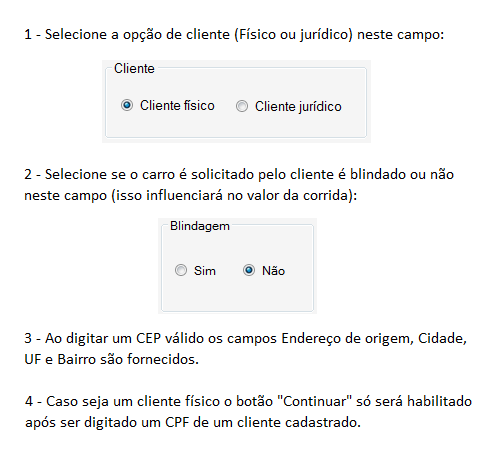 1 - Selecione a opção de cliente (Físico ou jurídico) neste campo:
Cliente
Cliente físico
Cliente jurídico
2 - Selecione se o carro é solicitado pelo cliente é blindado ou não
neste campo (isso influenciará no valor da corrida):
Blindagem
Sim
Não
3 - Ao digitar um CEP válido os campos Endereço de origem, Cidade,
UF e Bairro são fornecidos.
4 - Caso seja um cliente físico o botão "Continuar" só será habilitado
após ser digitado um CPF de um cliente cadastrado.